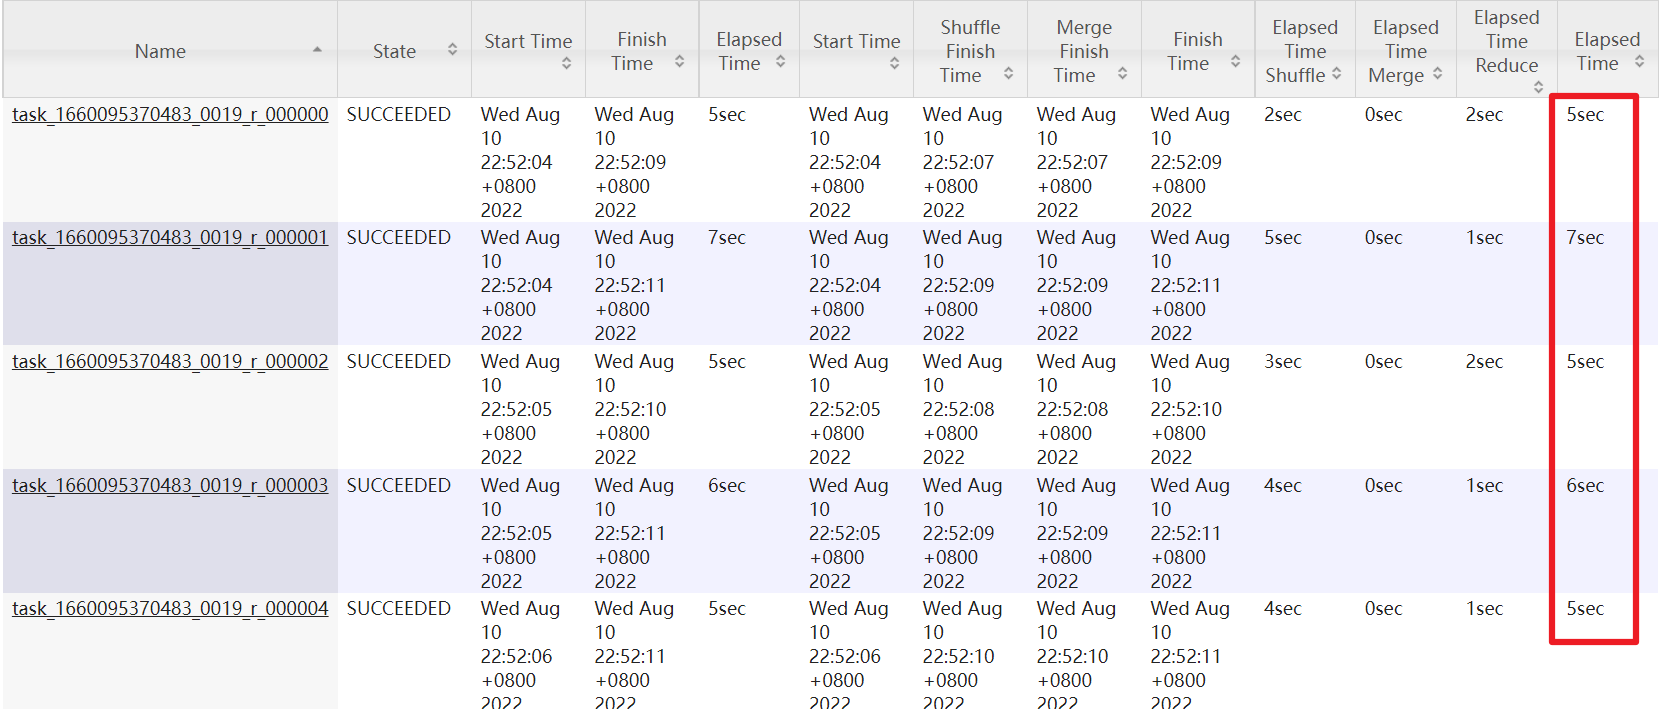 Name State Start Time Finish Time Elapsed Time Start Time Shuffle Finish Time Merge Finish Time Finish Time Elapsed Time Shuffle Elapsed Time Merge Elapsed Time Reduce Elapsed Time
task_1660095370483_0019_r_000000 SUCCEEDED Wed Aug Wed Aug 5sec Wed Aug Wed Aug Wed Aug Wed Aug 2sec 0sec 2sec 5sec
10 10 10 10 10 10
22:52:04 22:52:09 22:52:04 22:52:07 22:52:07 22:52:09
+0800 +0800 +0800 +0800 +0800 +0800
2022 2022 2022 2022 2022 2022
task_1660095370483_0019_r_000001 SUCCEEDED Wed Aug Wed Aug 7sec Wed Aug Wed Aug Wed Aug Wed Aug 5sec 0sec 1sec 7sec
10 10 10 10 10 10
22:52:04 22:52:11 22:52:04 22:52:09 22:52:09 22:52:11
+0800 +0800 +0800 +0800 +0800 +0800
2022 2022 2022 2022 2022 2022
task_1660095370483_0019_r_000002 SUCCEEDED Wed Aug Wed Aug 5sec Wed Aug Wed Aug Wed Aug Wed Aug 3sec 0sec 2sec 5sec
10 10 10 10 10 10
22:52:05 22:52:10 22:52:05 22:52:08 22:52:08 22:52:10
+0800 +0800 +0800 +0800 +0800 +0800
2022 2022 2022 2022 2022 2022
task_1660095370483_0019_r_000003 SUCCEEDED Wed Aug Wed Aug 6sec Wed Aug Wed Aug Wed Aug Wed Aug 4sec 0sec 1sec 6sec
10 10 10 10 10 10
22:52:05 22:52:11 22:52:05 22:52:09 22:52:09 22:52:11
+0800 +0800 +0800 +0800 +0800 +0800
2022 2022 2022 2022 2022 2022
task_1660095370483_0019_r_000004 SUCCEEDED Wed Aug Wed Aug 5sec Wed Aug Wed Aug Wed Aug Wed Aug 4sec 0sec 1sec 5sec
10 10 10 10 10 10
22:52:06 22:52:11 22:52:06 22:52:10 22:52:10 22:52:11
+0800 +0800 +0800 +0800 +0800 +0800
2022 2022 2022 2022 2022 2022